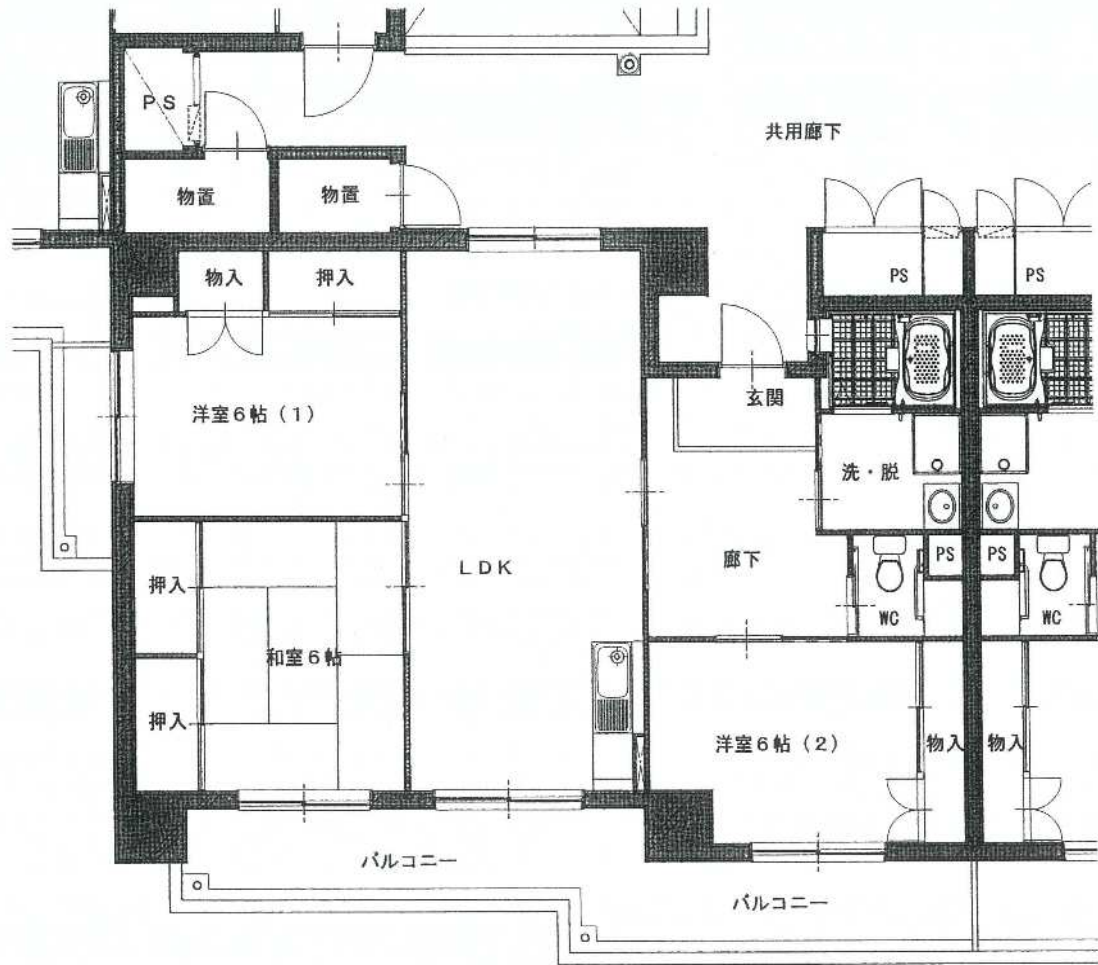 PS
共用廊下
物置
物置
物入
押入
PS
PS
洋室6帖(1)
玄関
洗・脱
LDK
廊下
PS
PS
押入
WC
WC
和室6帖
押入
洋室6帖(2)
物入
物入
バルコニー
バルコニー